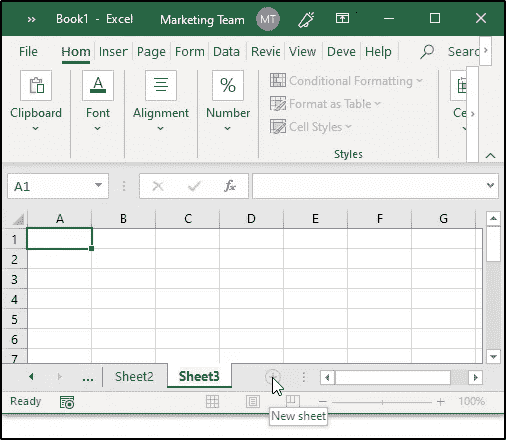 » Book1 - Excel Marketing Team MT
File Hom Inser Page Form Data Revie View Deve Help Searc
Clipboard
A
Font
Alignment
%
Number
Conditional Formatting
Format as Table
Cell Styles
Styles
Ce
A1 fx
A B C D E F G
1
2
3
4
5
6
7
... Sheet2 Sheet3
Ready 100%
New sheet